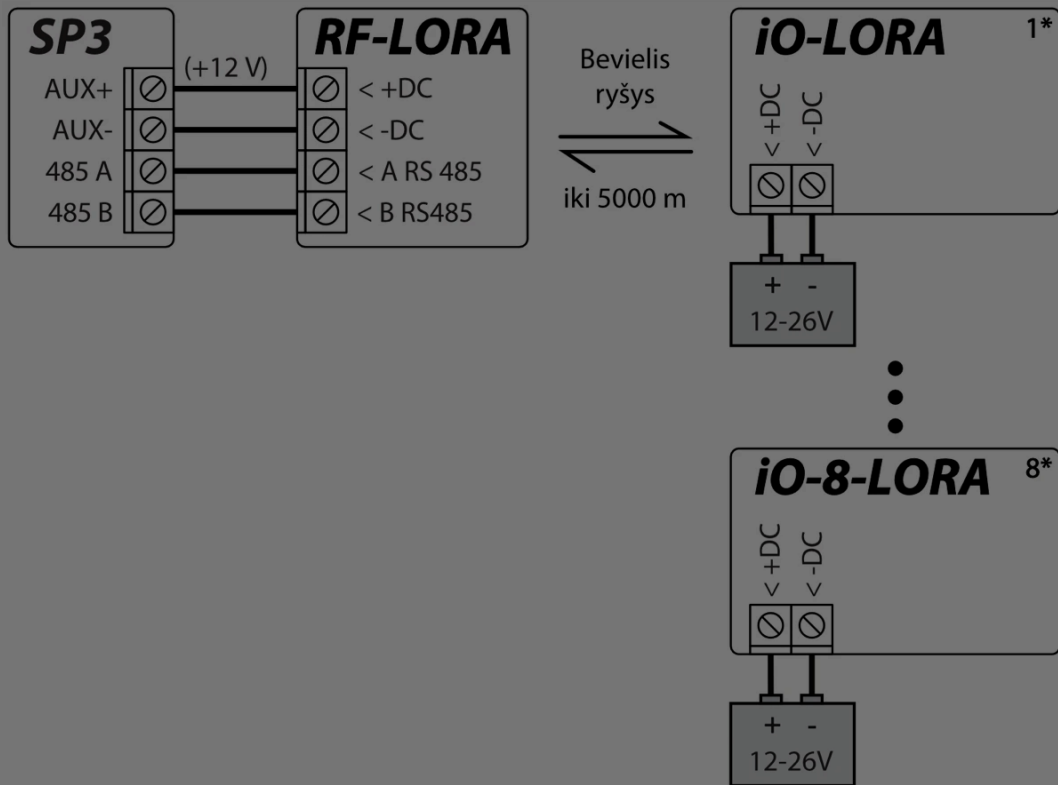 SP3
AUX+
AUX-
485 A
485 B
(+12 V)
RF-LORA
< +DC
< -DC
< A RS 485
< B RS485
Bevielis
ryšys
iki 5000 m
iO-LORA 1*
< +DC
< -DC
+ -
12-26V
iO-8-LORA 8*
< +DC
< -DC
+ -
12-26V